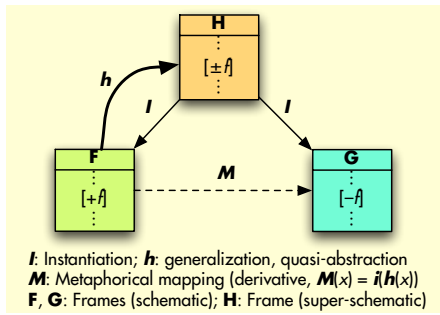 H
⋮
[±f]
⋮
h
I
I
F
⋮
[+f]
⋮
M
G
⋮
[−f]
⋮
I: Instantiation; h: generalization, quasi-abstraction
M: Metaphorical mapping (derivative, M(x) = i(h(x))
F, G: Frames (schematic); H: Frame (super-schematic)